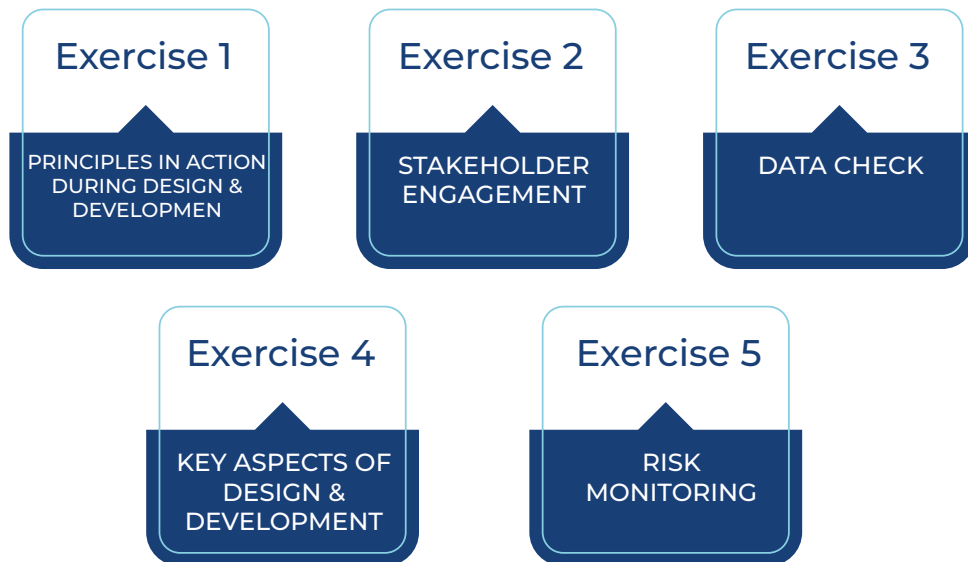 Exercise 1
PRINCIPLES IN ACTION
DURING DESIGN &
DEVELOPMEN
Exercise 2
STAKEHOLDER
ENGAGEMENT
Exercise 3
DATA CHECK
Exercise 4
KEY ASPECTS OF
DESIGN &
DEVELOPMENT
Exercise 5
RISK
MONITORING